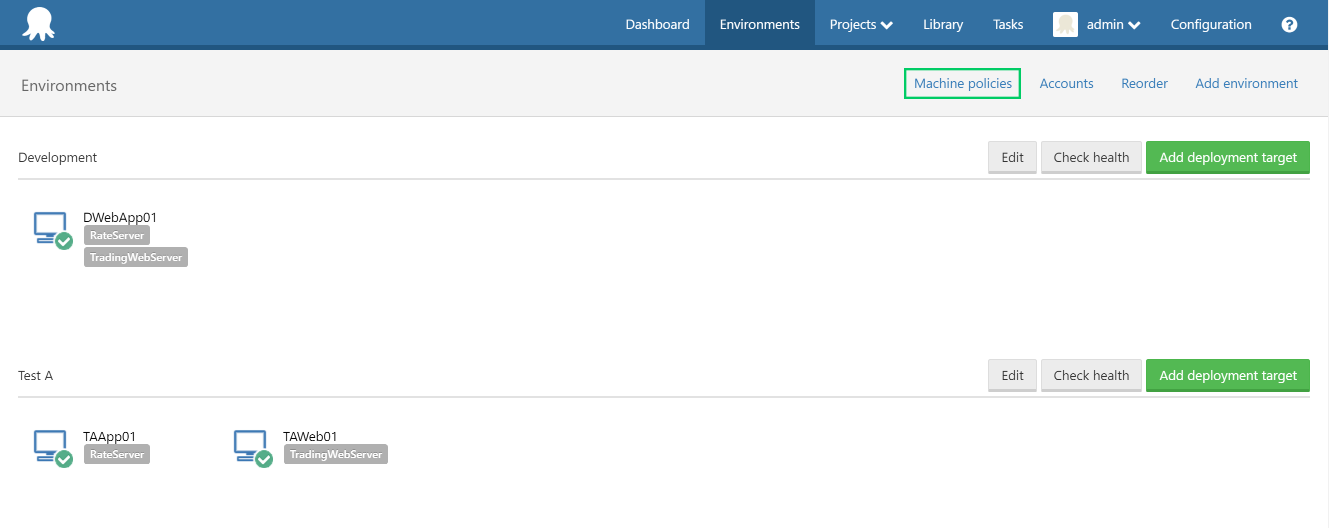 Dashboard Environments Projects Library Tasks admin Configuration ?
Environments Machine policies Accounts Reorder Add environment
Development Edit Check health Add deployment target
DWebApp01
RateServer
TradingWebServer
Test A Edit Check health Add deployment target
TAApp01 TAWeb01
RateServer TradingWebServer